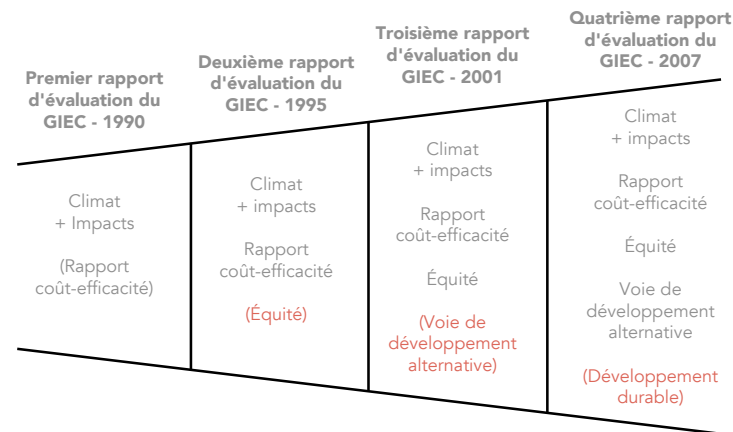 Premier rapport
d'évaluation du
GIEC - 1990
Climat
+ Impacts
(Rapport
coût-efficacité)
Deuxième rapport
d'évaluation du
GIEC - 1995
Climat
+ impacts
Rapport
coût-efficacité
(Équité)
Troisième rapport
d'évaluation du
GIEC - 2001
Climat
+ impacts
Rapport
coût-efficacité
Équité
(Voie de
développement
alternative)
Quatrième rapport
d'évaluation du
GIEC - 2007
Climat
+ impacts
Rapport
coût-efficacité
Équité
Voie de
développement
alternative
(Développement
durable)